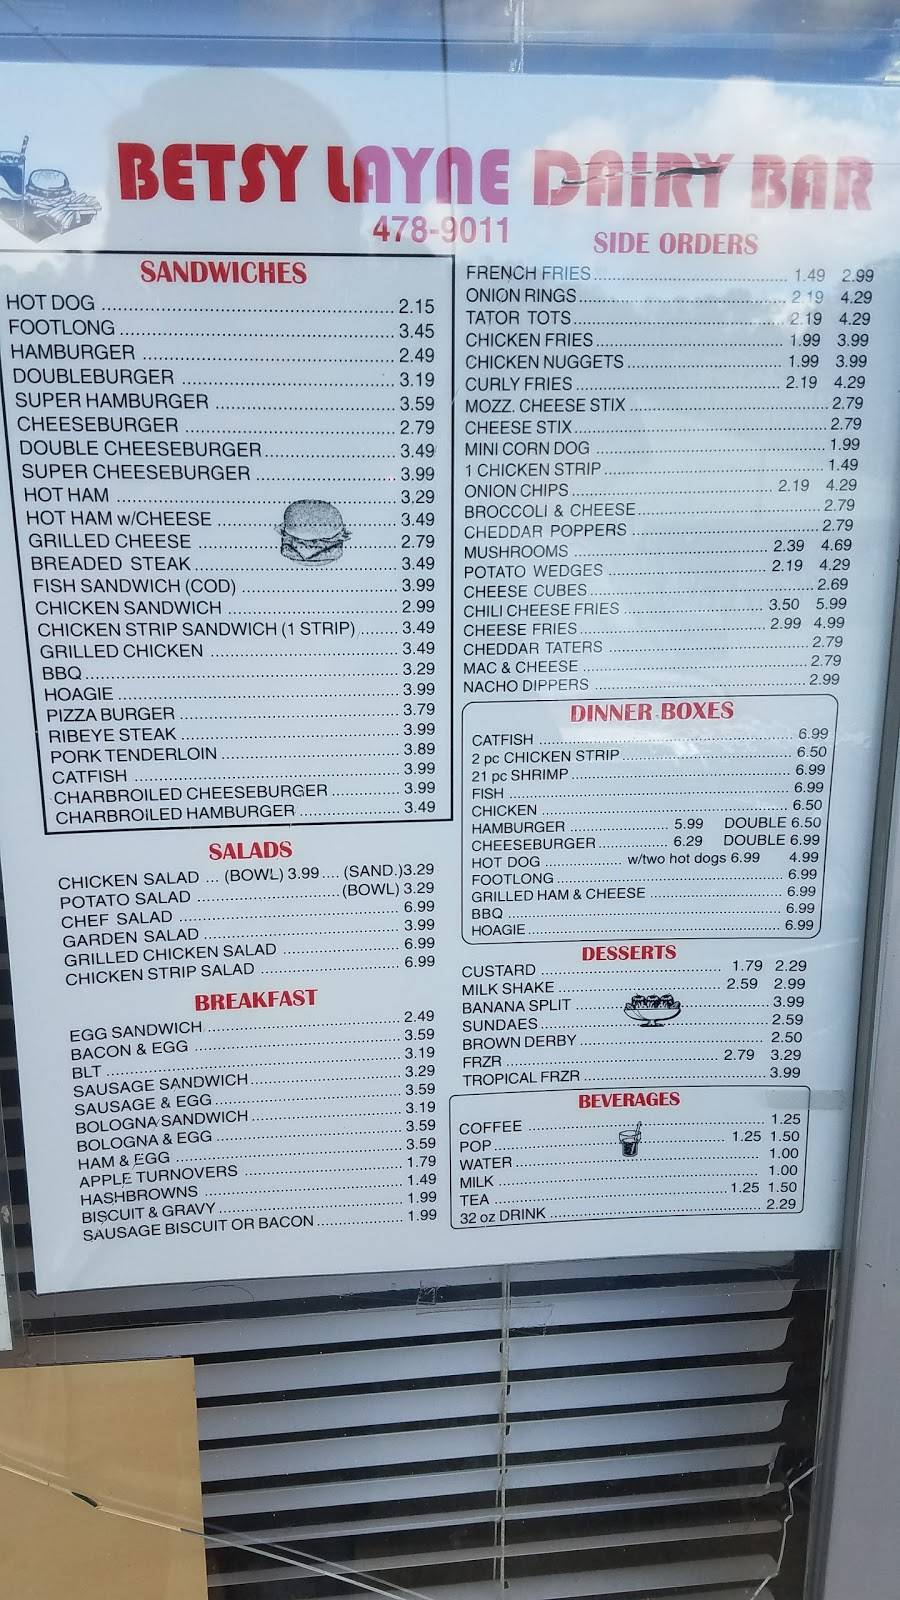 BETSY LAYNE DAIRY BAR
478-9011
SANDWICHES
HOT DOG 2.15
FOOTLONG 3.45
HAMBURGER 2.49
DOUBLEBURGER 3.19
SUPER HAMBURGER 3.59
CHEESEBURGER 2.79
DOUBLE CHEESEBURGER 3.49
SUPER CHEESEBURGER 3.99
HOT HAM 3.29
HOT HAM w/CHEESE 3.49
GRILLED CHEESE 2.79
BREADED STEAK 3.49
FISH SANDWICH (COD) 3.99
CHICKEN SANDWICH 2.99
CHICKEN STRIP SANDWICH (1 STRIP) 3.49
GRILLED CHICKEN 3.49
BBQ 3.29
HOAGIE 3.99
PIZZA BURGER 3.79
RIBEYE STEAK 3.99
PORK TENDERLOIN 3.89
CATFISH 3.99
CHARBROILED CHEESEBURGER 3.99
CHARBROILED HAMBURGER 3.49
SALADS
CHICKEN SALAD ... (BOWL) 3.99 .... (SAND.)3.29
POTATO SALAD (BOWL) 3.29
CHEF SALAD 6.99
GARDEN SALAD 3.99
GRILLED CHICKEN SALAD 6.99
CHICKEN STRIP SALAD 6.99
BREAKFAST
EGG SANDWICH 2.49
BACON & EGG 3.59
BLT 3.19
SAUSAGE SANDWICH 3.29
SAUSAGE & EGG 3.59
BOLOGNA SANDWICH 3.19
BOLOGNA & EGG 3.59
HAM & EGG 3.59
APPLE TURNOVERS 1.79
HASHBROWNS 1.49
BISCUIT & GRAVY 1.99
SAUSAGE BISCUIT OR BACON 1.99
SIDE ORDERS
FRENCH FRIES 1.49 2.99
ONION RINGS 2.19 4.29
TATOR TOTS 2.19 4.29
CHICKEN FRIES 1.99 3.99
CHICKEN NUGGETS 1.99 3.99
CURLY FRIES 2.19 4.29
MOZZ. CHEESE STIX 2.79
CHEESE STIX 2.79
MINI CORN DOG 1.99
1 CHICKEN STRIP 1.49
ONION CHIPS 2.19 4.29
BROCCOLI & CHEESE 2.79
CHEDDAR POPPERS 2.79
MUSHROOMS 2.39 4.69
POTATO WEDGES 2.19 4.29
CHEESE CUBES 2.69
CHILI CHEESE FRIES 3.50 5.99
CHEESE FRIES 2.99 4.99
CHEDDAR TATERS 2.79
MAC & CHEESE 2.79
NACHO DIPPERS 2.99
DINNER BOXES
CATFISH 6.99
2 pc CHICKEN STRIP 6.50
21 pc SHRIMP 6.99
FISH 6.99
CHICKEN 6.50
HAMBURGER 5.99 DOUBLE 6.50
CHEESEBURGER 6.29 DOUBLE 6.99
HOT DOG w/two hot dogs 6.99 4.99
FOOTLONG 6.99
GRILLED HAM & CHEESE 6.99
BBQ 6.99
HOAGIE 6.99
DESSERTS
CUSTARD 1.79 2.29
MILK SHAKE 2.59 2.99
BANANA SPLIT 3.99
SUNDAES 2.59
BROWN DERBY 2.50
FRZR 2.79 3.29
TROPICAL FRZR 3.99
BEVERAGES
COFFEE 1.25
POP 1.25 1.50
WATER 1.00
MILK 1.00
TEA 1.25 1.50
32 oz DRINK 2.29